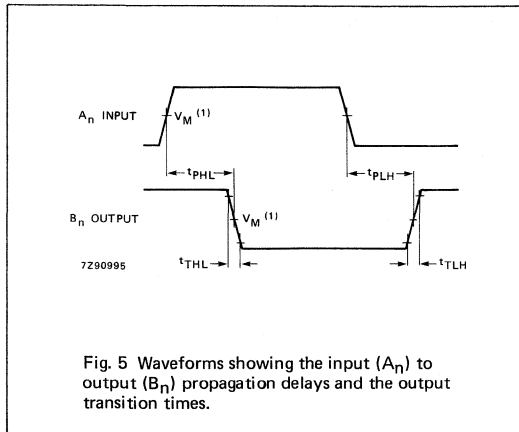 An INPUT
VM (1)
tPHL
tPLH
Bn OUTPUT
VM (1)
7Z90995
tTHL
tTLH
Fig. 5 Waveforms showing the input (An) to
output (Bn) propagation delays and the output
transition times.